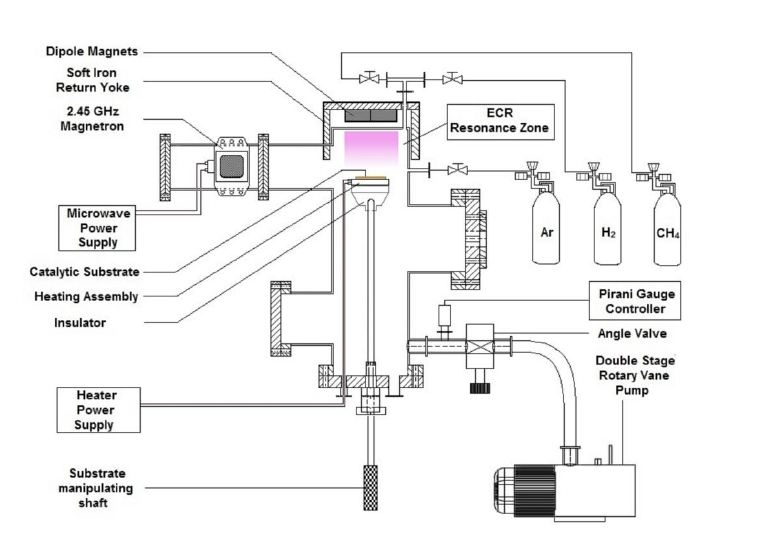 Dipole Magnets
Soft Iron
Return Yoke
2.45 GHz
Magnetron
ECR
Resonance Zone
Microwave
Power
Supply
Ar
H₂
CH₄
Catalytic Substrate
Heating Assembly
Insulator
Pirani Gauge
Controller
Angle Valve
Double Stage
Rotary Vane
Pump
Heater
Power
Supply
Substrate
manipulating
shaft